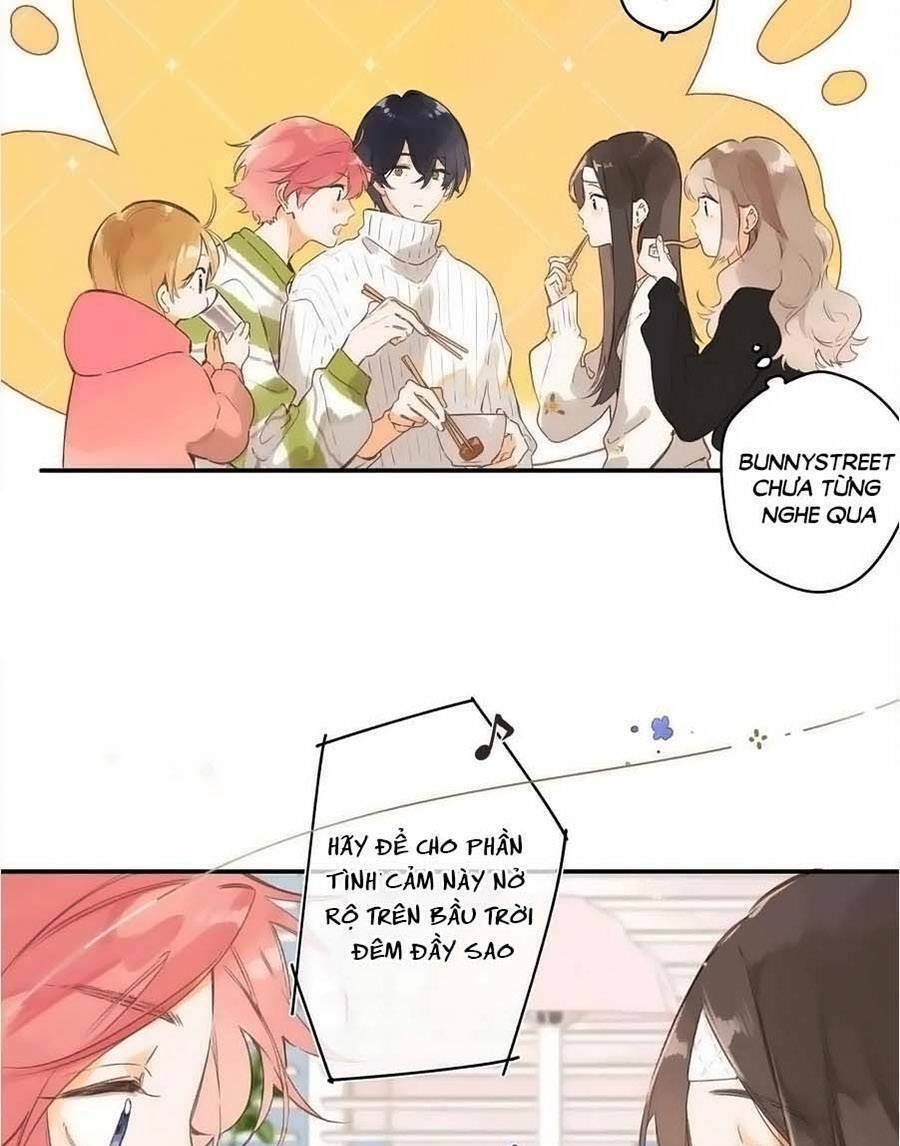 BUNNYSTREET
CHƯA TỪNG
NGHE QUA
HÃY ĐỂ CHO PHẦN
TÌNH CẢM NÀY NỞ
RỘ TRÊN BẦU TRỜI
ĐÊM ĐẦY SAO